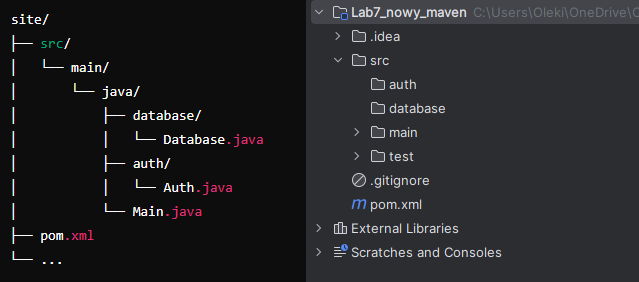 site/
├── src/
│   └── main/
│       └── java/
│           ├── database/
│           │   └── Database.java
│           ├── auth/
│           │   └── Auth.java
│           └── Main.java
├── pom.xml
└── ...
Lab7_nowy_maven C:\Users\Oleki\OneDrive\
.idea
src
auth
database
main
test
.gitignore
pom.xml
External Libraries
Scratches and Consoles